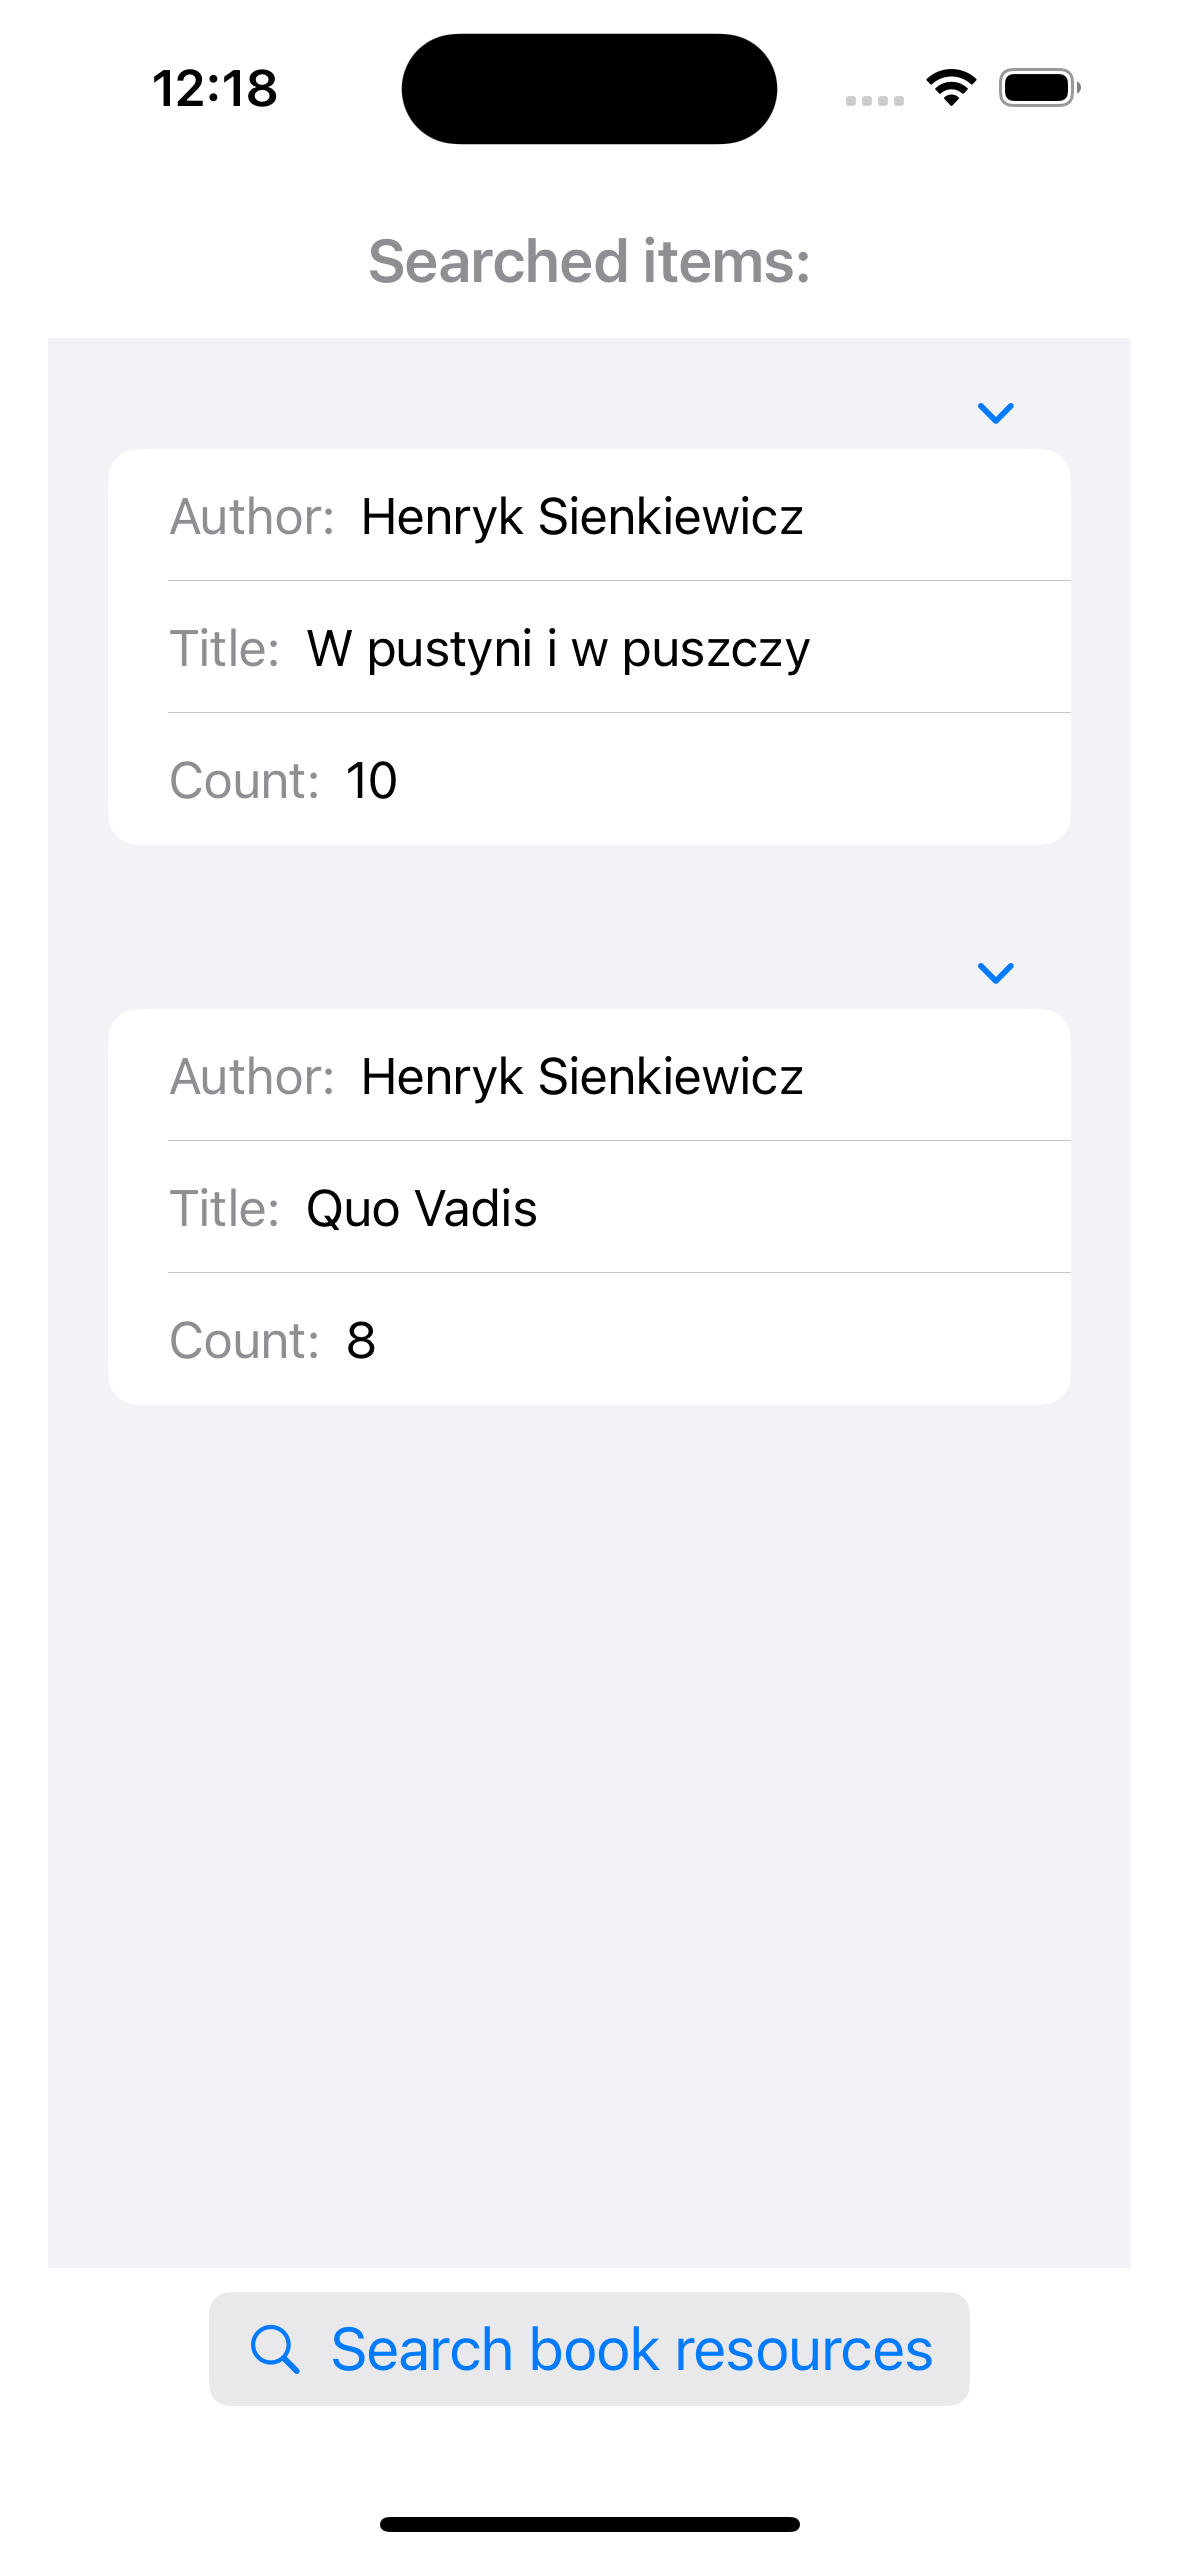 12:18
Searched items:
Author: Henryk Sienkiewicz
Title: W pustyni i w puszczy
Count: 10
Author: Henryk Sienkiewicz
Title: Quo Vadis
Count: 8
Search book resources